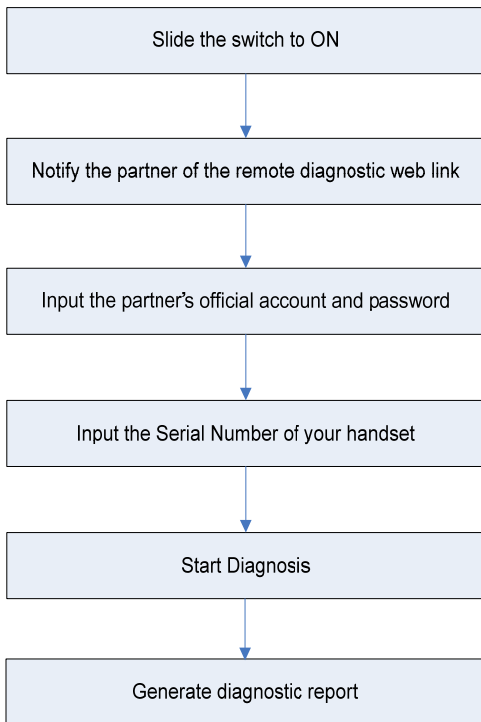 Slide the switch to ON
Notify the partner of the remote diagnostic web link
Input the partner's official account and password
Input the Serial Number of your handset
Start Diagnosis
Generate diagnostic report